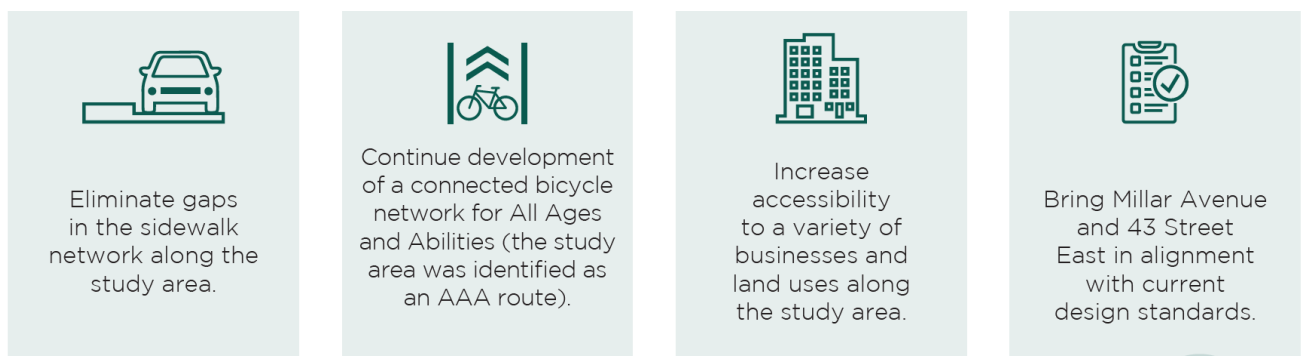 Eliminate gaps
in the sidewalk
network along the
study area.
Continue development
of a connected bicycle
network for All Ages
and Abilities (the study
area was identified as
an AAA route).
Increase
accessibility
to a variety of
businesses and
land uses along
the study area.
Bring Millar Avenue
and 43 Street
East in alignment
with current
design standards.